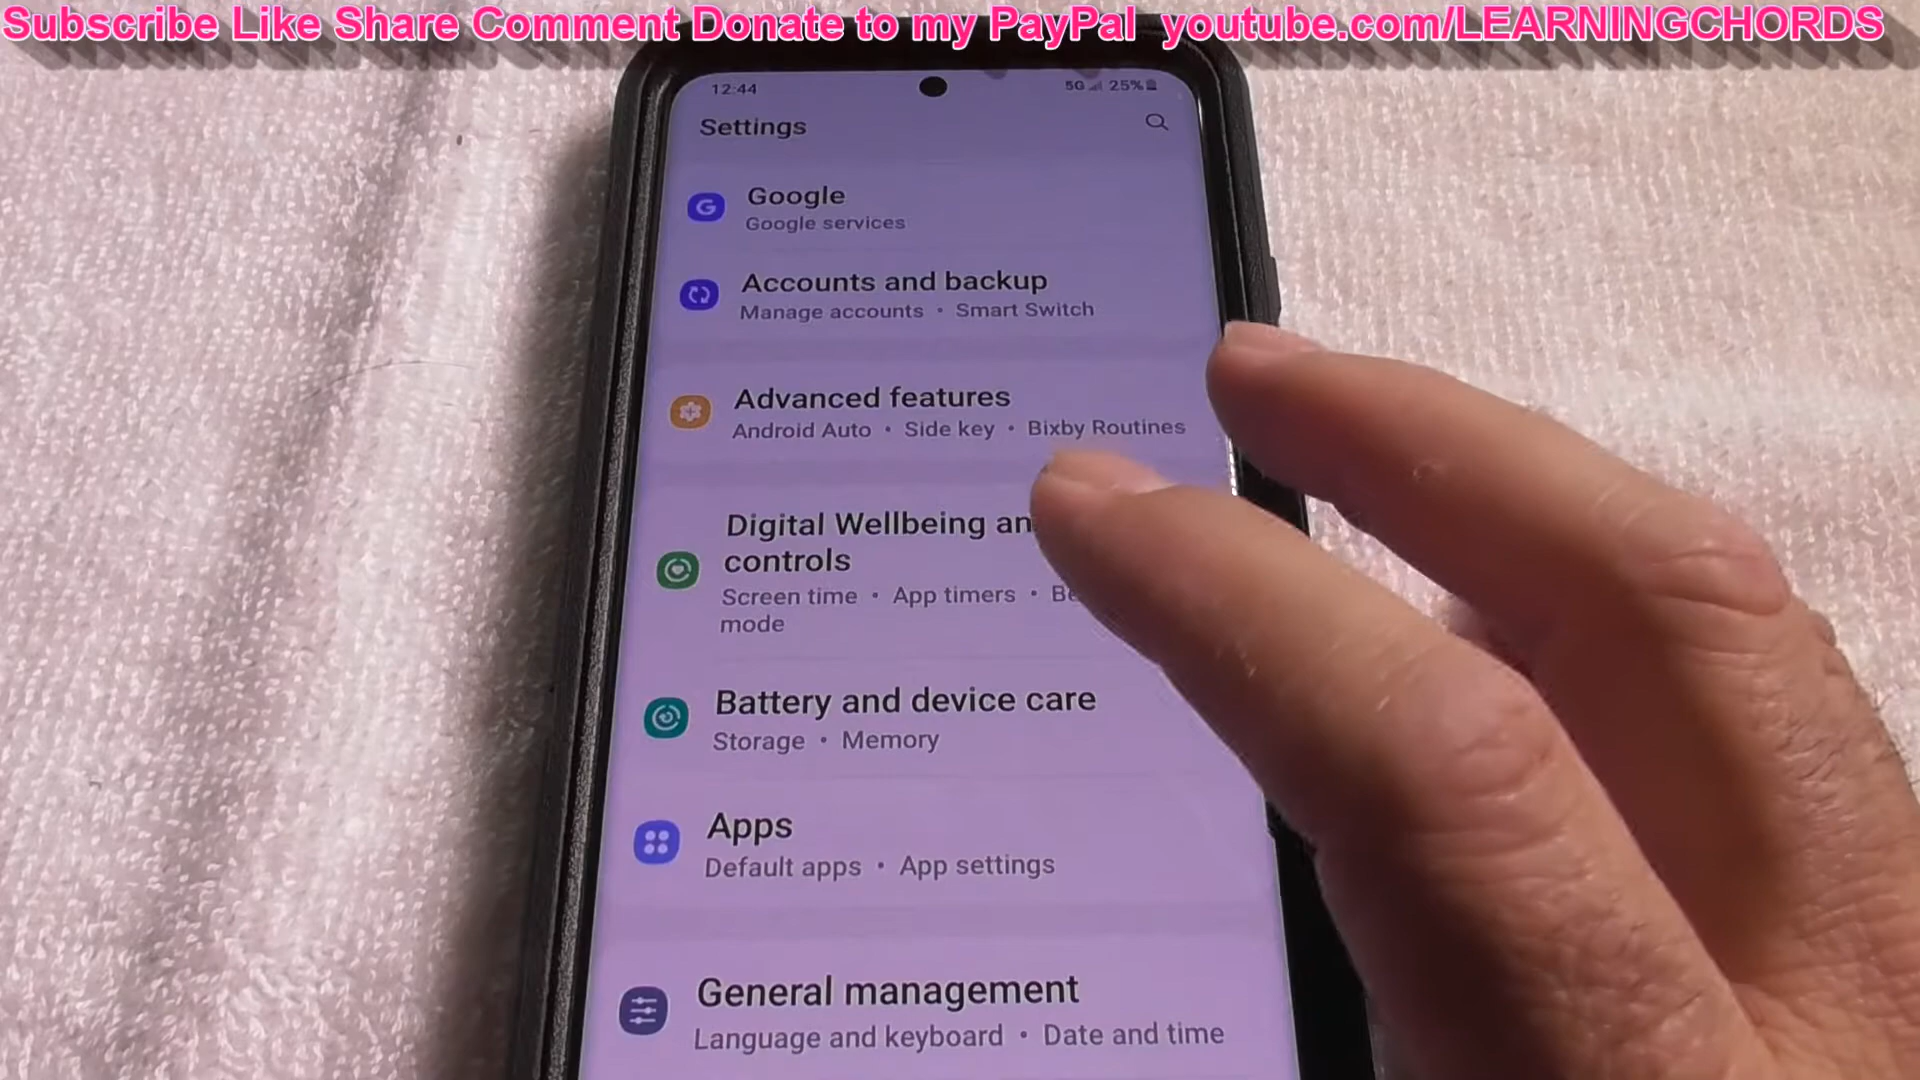 Subscribe Like Share Comment Donate to my PayPal youtube.com/LEARNINGCHORDS
12:44
5G 25%
Settings
Google
Google services
Accounts and backup
Manage accounts • Smart Switch
Advanced features
Android Auto • Side key • Bixby Routines
Digital Wellbeing an
controls
Screen time • App timers •
mode
Battery and device care
Storage • Memory
Apps
Default apps • App settings
General management
Language and keyboard • Date and time